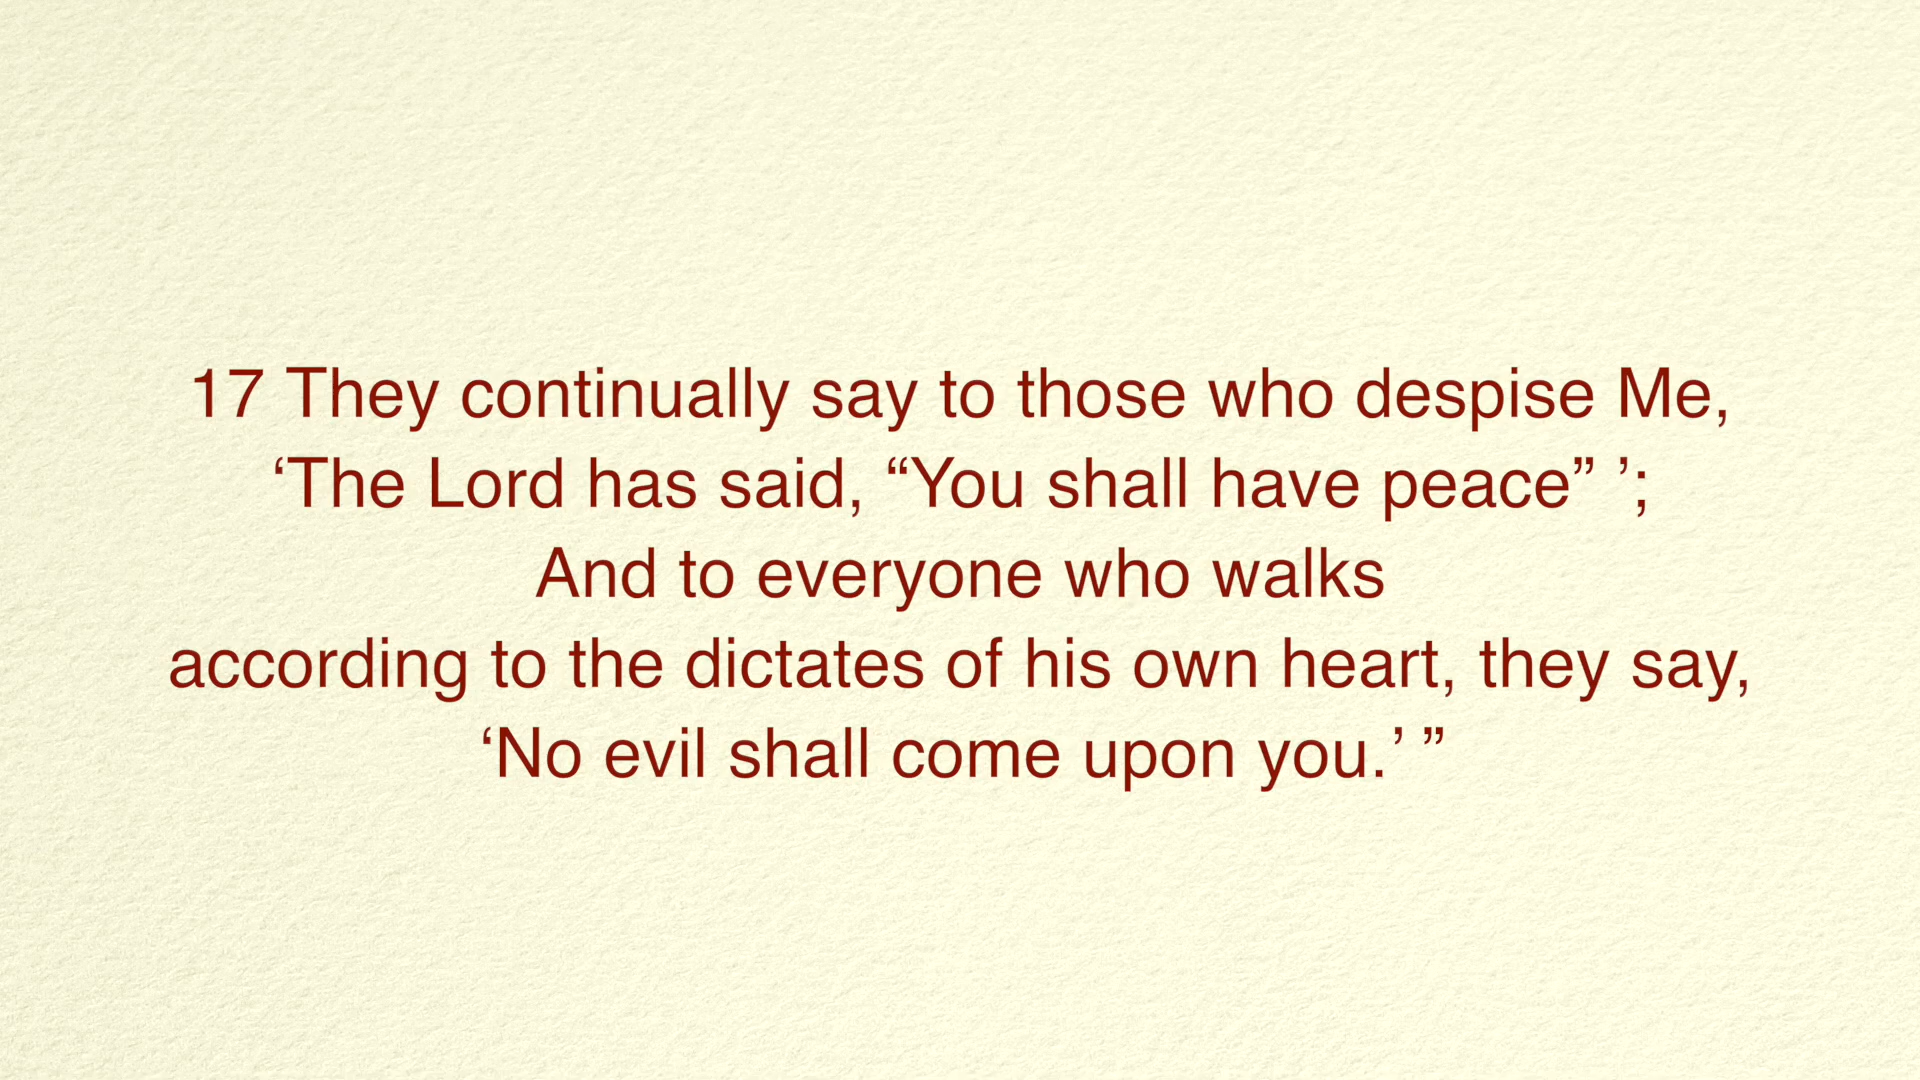 17 They continually say to those who despise Me,
‘The Lord has said, “You shall have peace” ’;
And to everyone who walks
according to the dictates of his own heart, they say,
‘No evil shall come upon you.’ ”